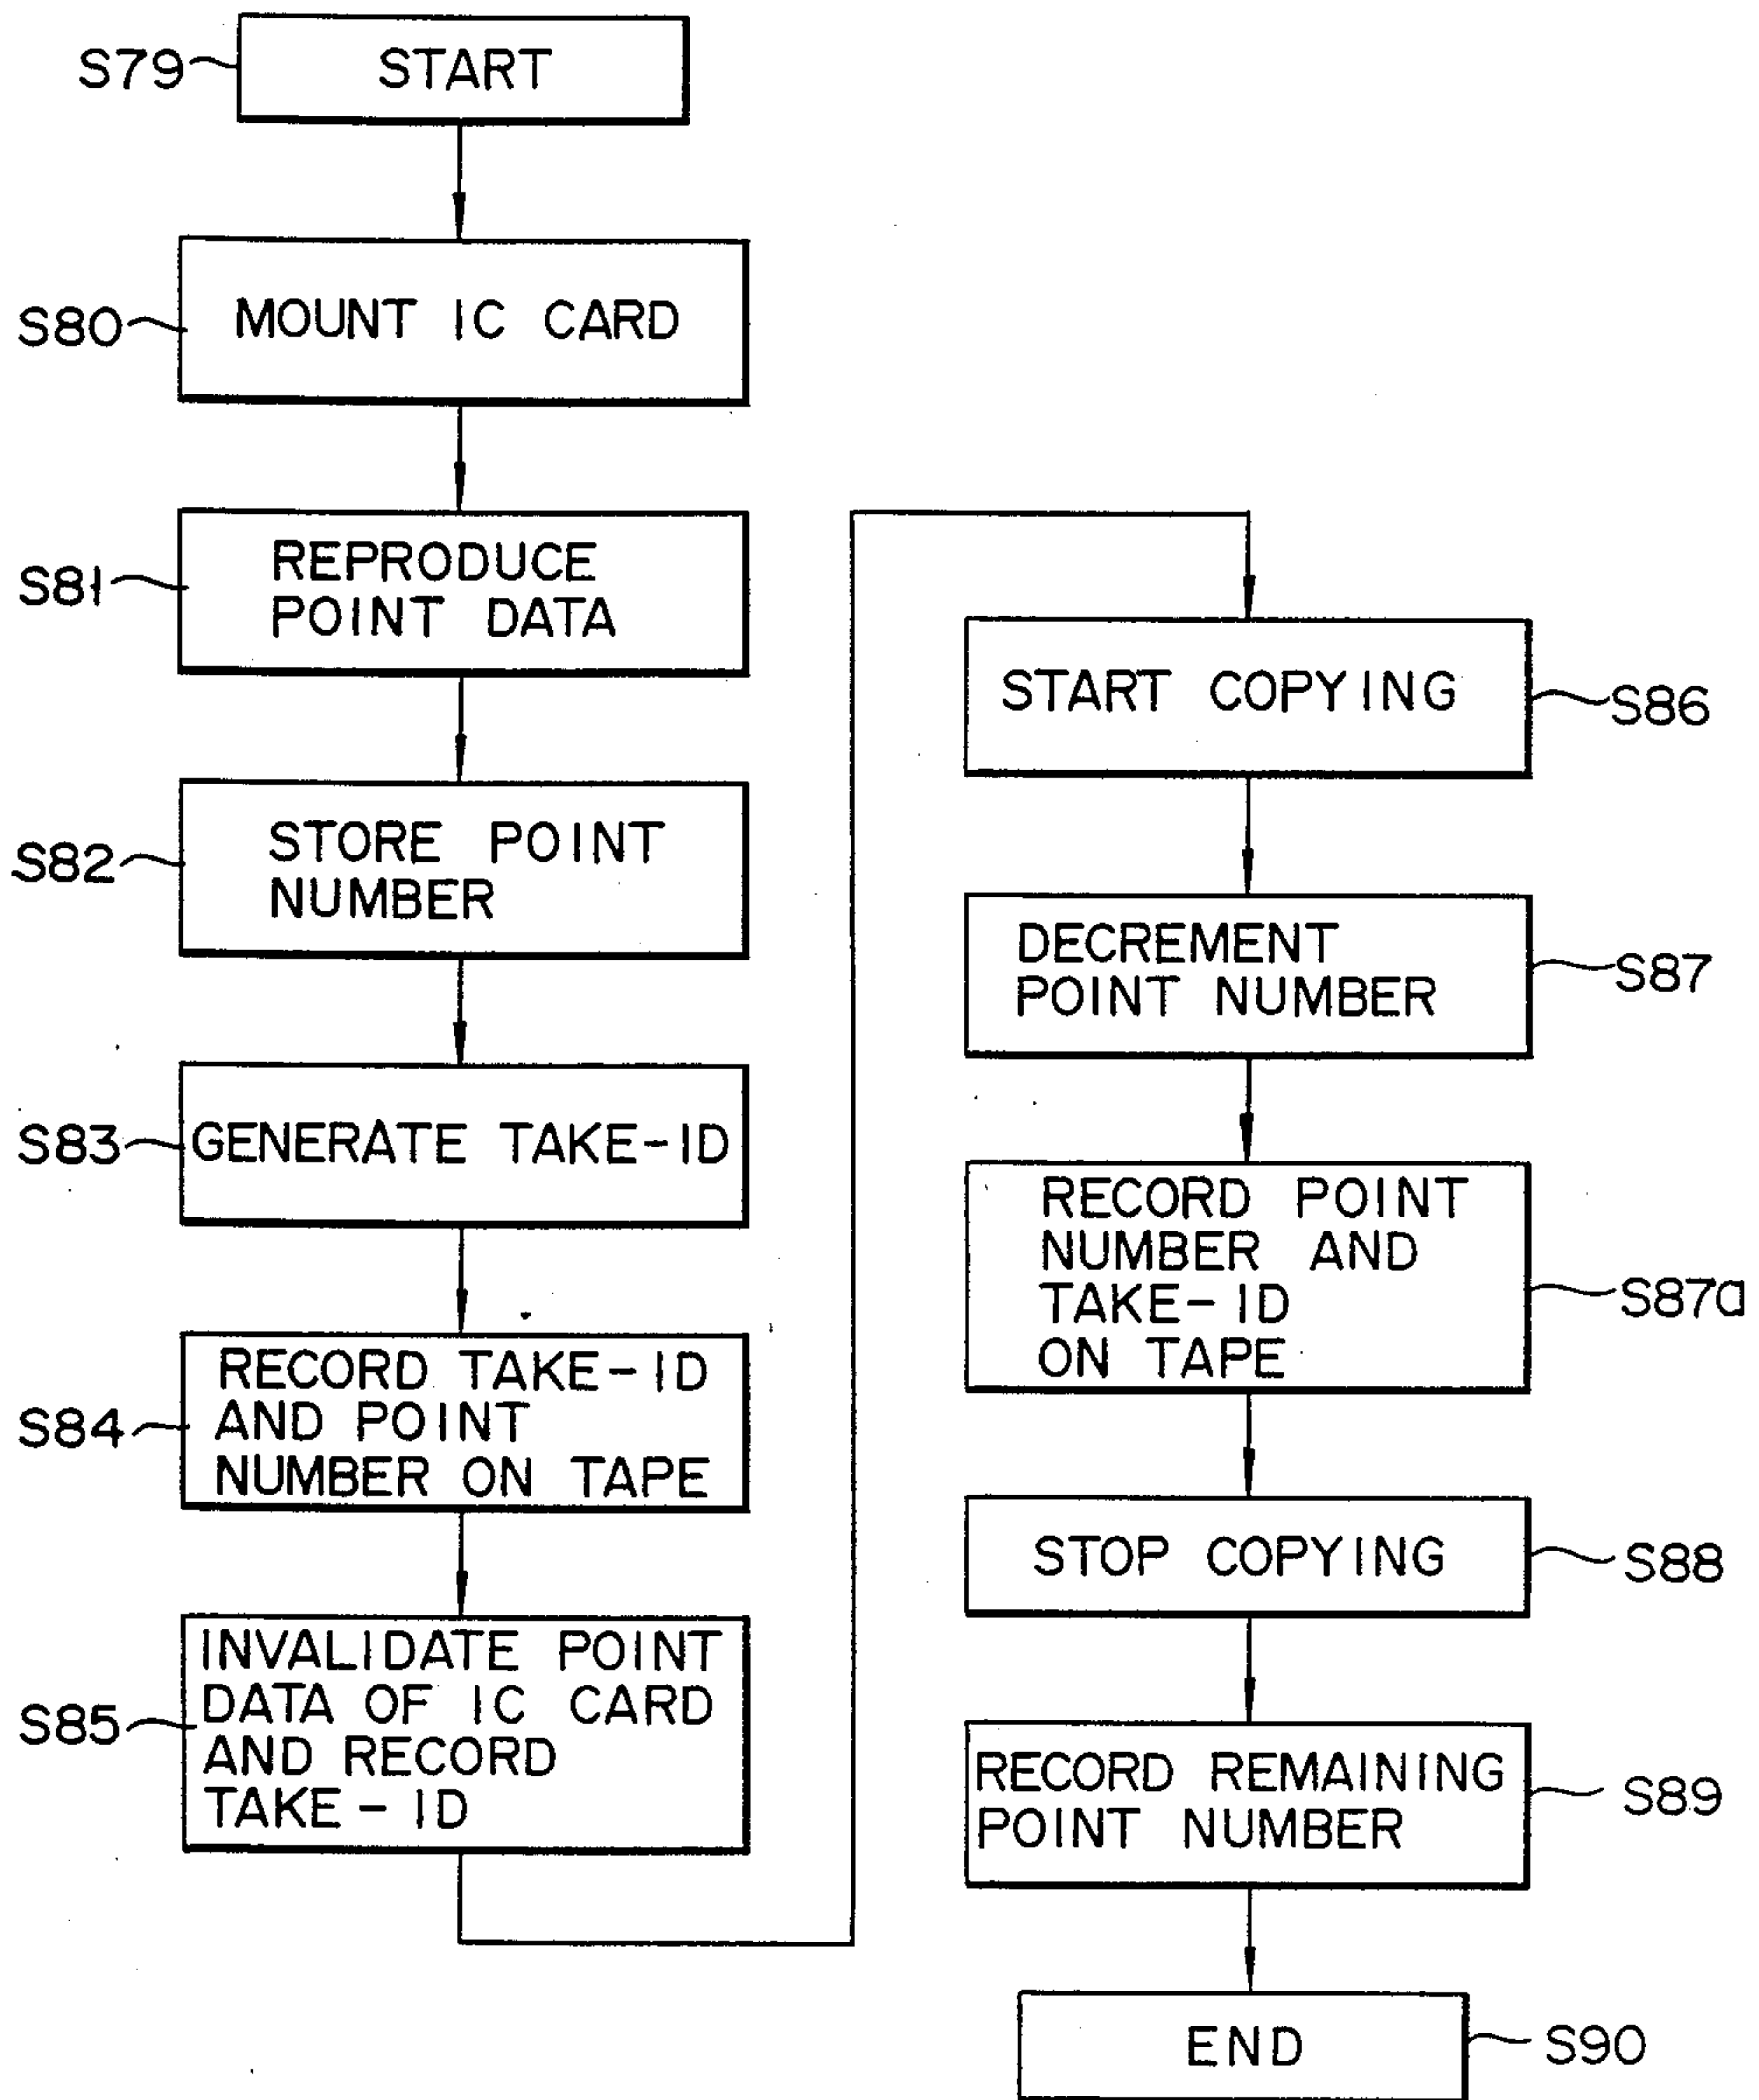 S79
START
S80
MOUNT IC CARD
S81
REPRODUCE
POINT DATA
S82
STORE POINT
NUMBER
S83
GENERATE TAKE-ID
S84
RECORD TAKE-ID
AND POINT
NUMBER ON TAPE
S85
INVALIDATE POINT
DATA OF IC CARD
AND RECORD
TAKE-ID
START COPYING
S86
DECREMENT
POINT NUMBER
S87
RECORD POINT
NUMBER AND
TAKE-ID
ON TAPE
S87a
STOP COPYING
S88
RECORD REMAINING
POINT NUMBER
S89
END
S90